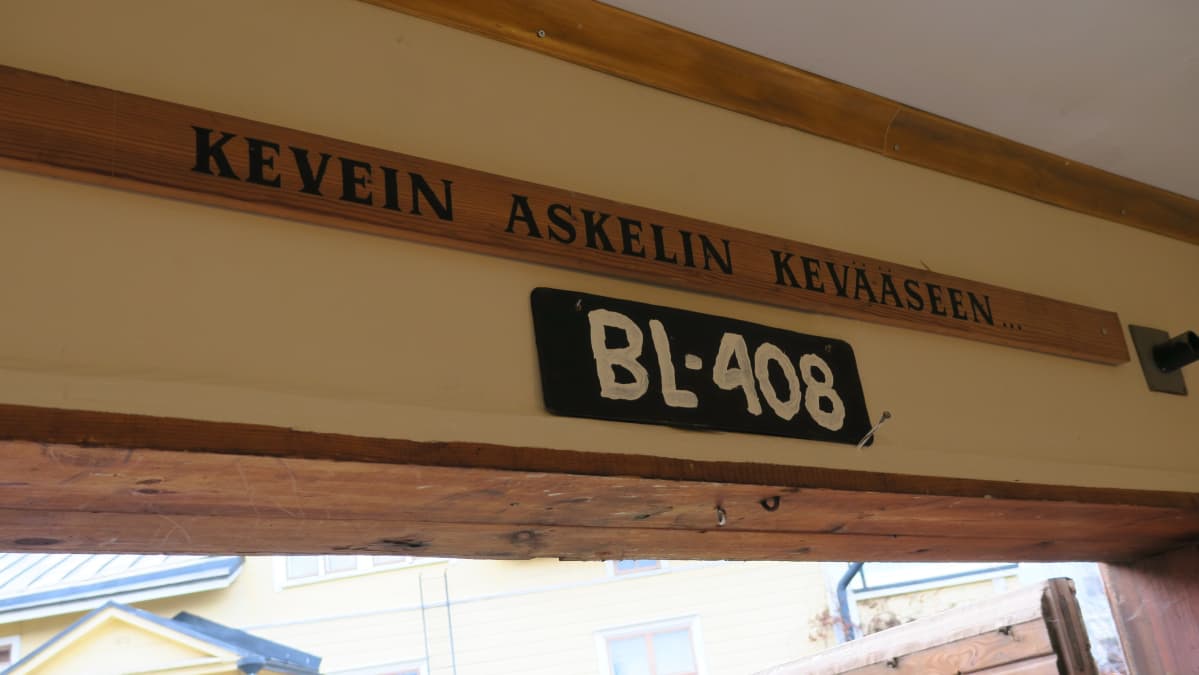 KEVEIN ASKELIN KEVÄÄSEEN...
BL-408